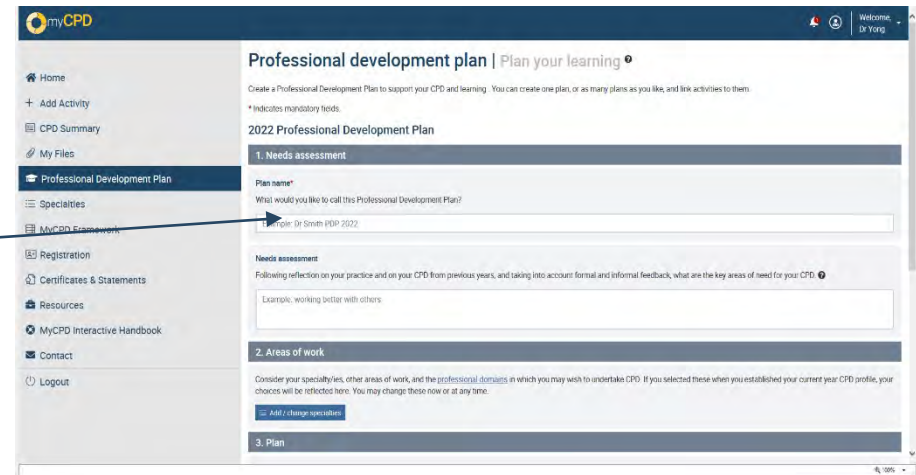 myCPD
Welcome,
Dr Yong
Home
Add Activity
CPD Summary
My Files
Professional Development Plan
Specialties
MyCPD Framework
Registration
Certificates & Statements
Resources
MyCPD Interactive Handbook
Contact
Logout
Professional development plan | Plan your learning
Create a Professional Development Plan to support your CPD and learning. You can create one plan, or as many plans as you like, and link activities to them.
* Indicates mandatory fields.
2022 Professional Development Plan
1. Needs assessment
Plan name*
What would you like to call this Professional Development Plan?
Example: Dr Smith PDP 2022
Needs assessment
Following reflection on your practice and on your CPD from previous years, and taking into account formal and informal feedback, what are the key areas of need for your CPD.
Example, working better with others
2. Areas of work
Consider your specialty/ies, other areas of work, and the professional domains in which you may wish to undertake CPD. If you selected these when you established your current year CPD profile, your
choices will be reflected here. You may change these now or at any time.
Add / change specialties
3. Plan
100%